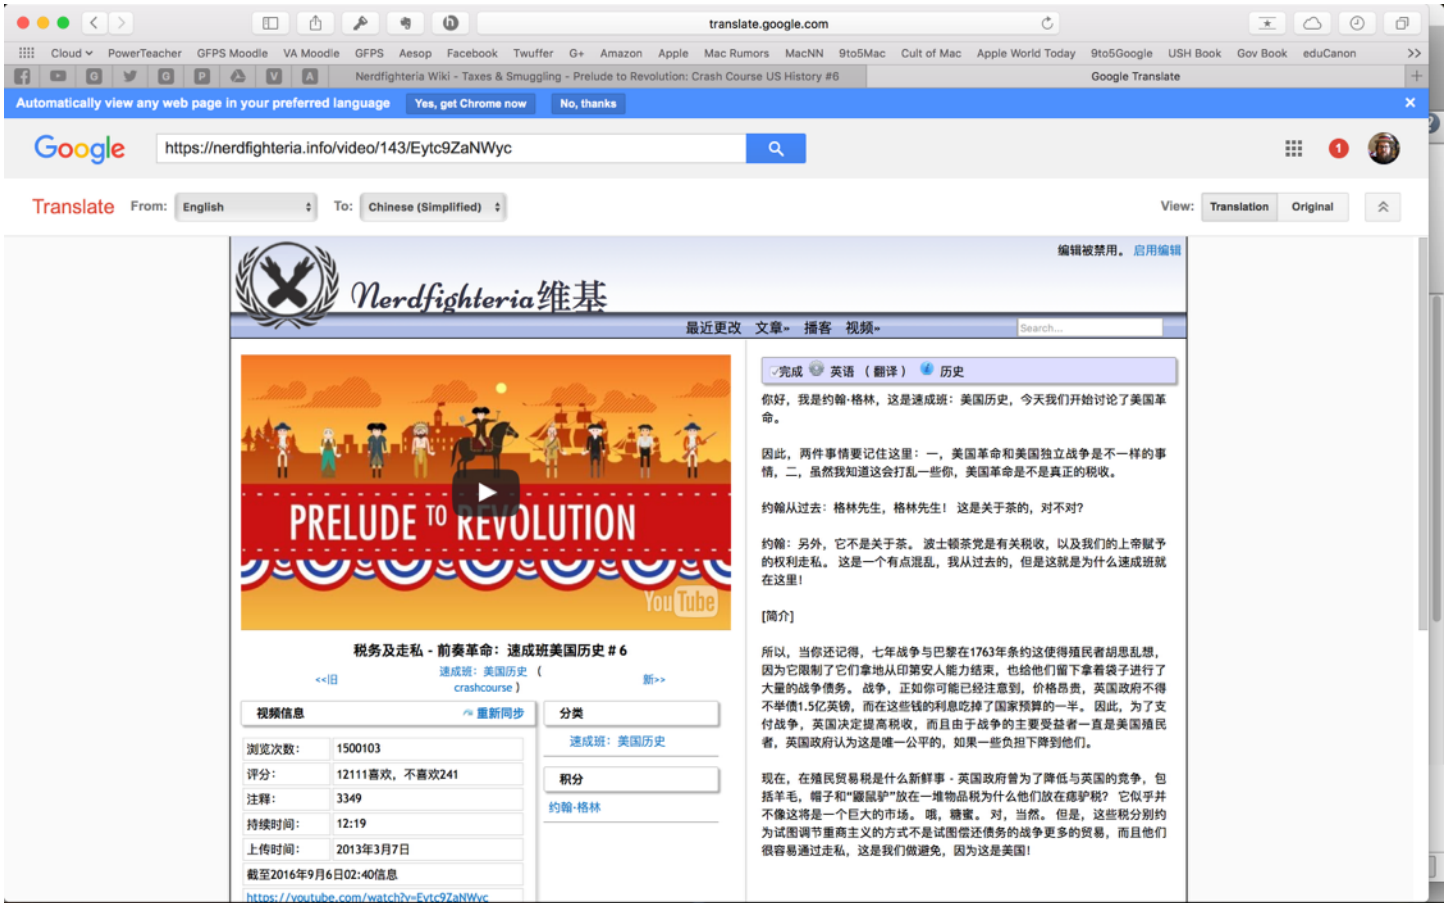 translate.google.com
Cloud PowerTeacher GFPS Moodle VA Moodle GFPS Aesop Facebook Twuffer G+ Amazon Apple Mac Rumors MacNN 9to5Mac Cult of Mac Apple World Today 9to5Google USH Book Gov Book eduCanon >>
G G P V A Nerdfighteria Wiki - Taxes & Smuggling - Prelude to Revolution: Crash Course US History #6 Google Translate +
Automatically view any web page in your preferred language Yes, get Chrome now No, thanks
Google https://nerdfighteria.info/video/143/Eytc9ZaNWyc 1
Translate From: English To: Chinese (Simplified) View: Translation Original
编辑被禁用。 启用编辑
Nerdfighteria维基
最近更改 文章» 播客 视频» Search...
PRELUDE TO REVOLUTION
YouTube
税务及走私 - 前奏革命：速成班美国历史＃6
<<旧
速成班：美国历史 (
crashcourse )
新>>
视频信息 重新同步
浏览次数： 1500103
评分： 12111喜欢，不喜欢241
注释： 3349
持续时间： 12:19
上传时间： 2013年3月7日
截至2016年9月6日02:40信息
https://youtube.com/watch?v=Eytc9ZaNWyc
分类
速成班：美国历史
积分
约翰·格林
完成 英语 （翻译） 历史
你好，我是约翰·格林，这是速成班：美国历史，今天我们开始讨论了美国革
命。
因此，两件事情要记住这里：一，美国革命和美国独立战争是不一样的事
情，二，虽然我知道这会打乱一些你，美国革命是不是真正的税收。
约翰从过去：格林先生，格林先生！ 这是关于茶的，对不对?
约翰：另外，它不是关于茶。 波士顿茶党是有关税收，以及我们的上帝赋予
的权利走私。 这是一个有点混乱，我从过去的，但是这就是为什么速成班就
在这里!
[简介]
所以，当你还记得，七年战争与巴黎在1763年条约这使得殖民者胡思乱想，
因为它限制了它们拿地从印第安人能力结束，也给他们留下拿着袋子进行了
大量的战争债务。 战争，正如你可能已经注意到，价格昂贵，英国政府不得
不举债1.5亿英镑，而在这些钱的利息吃掉了国家预算的一半。 因此，为了支
付战争，英国决定提高税收，而且由于战争的主要受益者一直是美国殖民
者，英国政府认为这是唯一公平的，如果一些负担下降到他们。
现在，在殖民贸易税是什么新鲜事 - 英国政府曾为了降低与英国的竞争，包
括羊毛，帽子和“鼹鼠驴”放在一堆物品税为什么他们放在痣驴税? 它似乎并
不像这将是一个巨大的市场。 哦，糖蜜。 对，当然。 但是，这些税分别约
为试图调节重商主义的方式不是试图偿还债务的战争更多的贸易，而且他们
很容易通过走私，这是我们做避免，因为这是美国!